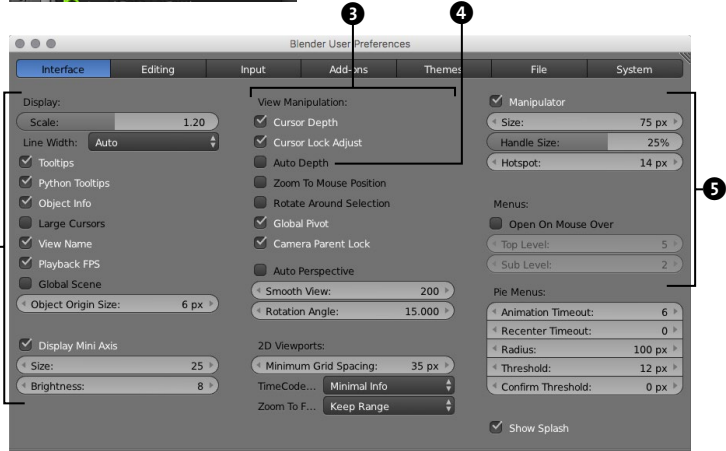 ❸
❹
Blender User Preferences
Interface
Editing
Input
Add-ons
Themes
File
System
Display:
Scale: 1.20
Line Width: Auto
Tooltips
Python Tooltips
Object Info
Large Cursors
View Name
Playback FPS
Global Scene
Object Origin Size: 6 px
Display Mini Axis
Size: 25
Brightness: 8
View Manipulation:
Cursor Depth
Cursor Lock Adjust
Auto Depth
Zoom To Mouse Position
Rotate Around Selection
Global Pivot
Camera Parent Lock
Auto Perspective
Smooth View: 200
Rotation Angle: 15.000
2D Viewports:
Minimum Grid Spacing: 35 px
TimeCode... Minimal Info
Zoom To F... Keep Range
Manipulator
Size: 75 px
Handle Size: 25%
Hotspot: 14 px
❺
Menus:
Open On Mouse Over
Top Level: 5
Sub Level: 2
Pie Menus:
Animation Timeout: 6
Recenter Timeout: 0
Radius: 100 px
Threshold: 12 px
Confirm Threshold: 0 px
Show Splash